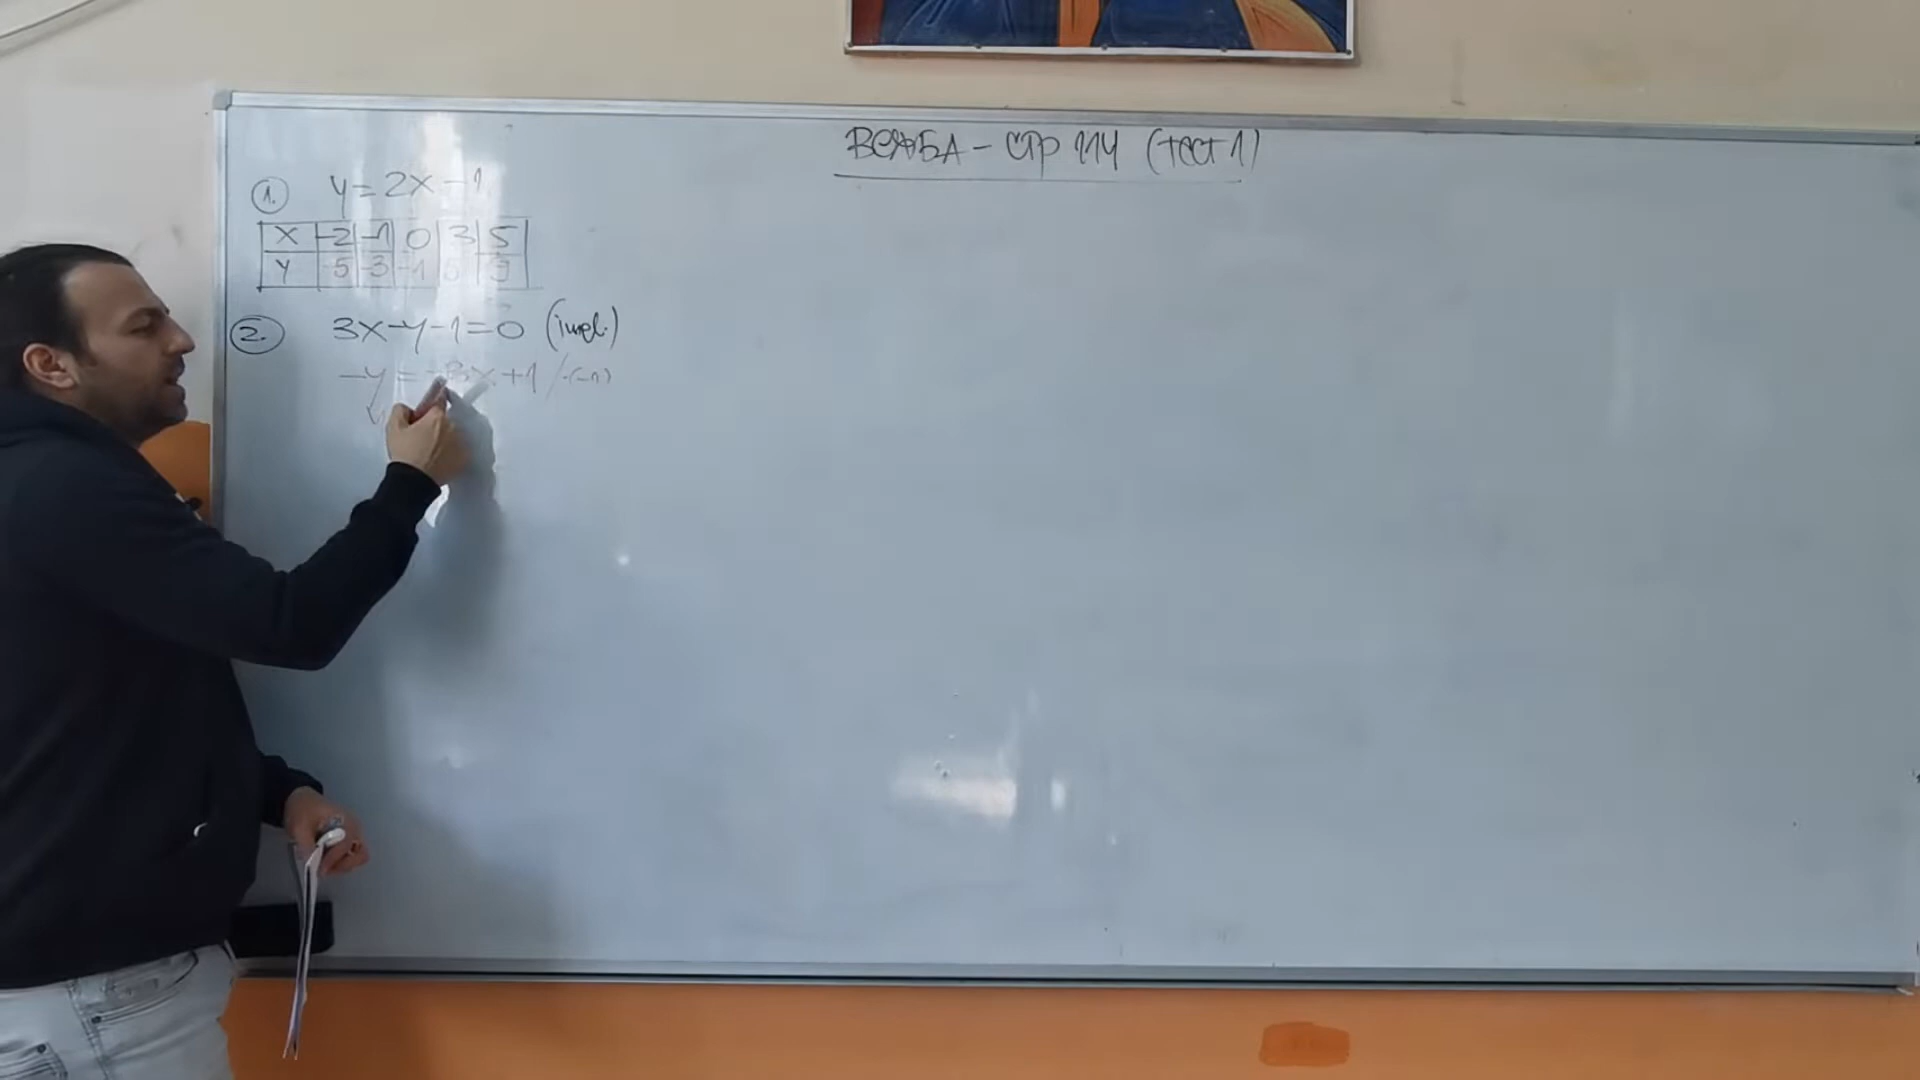 ВЕЖБА - стр 114 (тест 1)
1. y = 2x - 1
x | -2 | -1 | 0 | 3 | 5
y | -5 | -3 | -1 | 5 | 9
2. 3x - y - 1 = 0 (impl.)
-y = -3x + 1 / ·(-1)
y